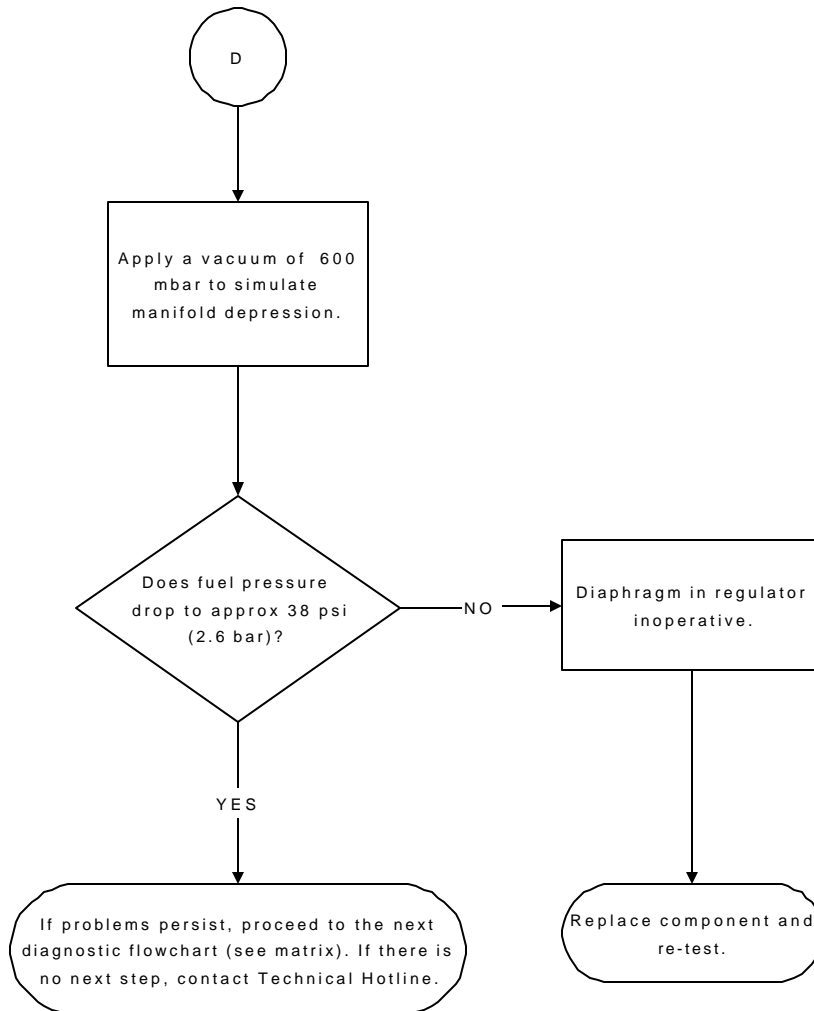 D
Apply a vacuum of 600
mbar to simulate
manifold depression.
Does fuel pressure
drop to approx 38 psi
(2.6 bar)?
NO
Diaphragm in regulator
inoperative.
YES
If problems persist, proceed to the next
diagnostic flowchart (see matrix). If there is
no next step, contact Technical Hotline.
Replace component and
re-test.